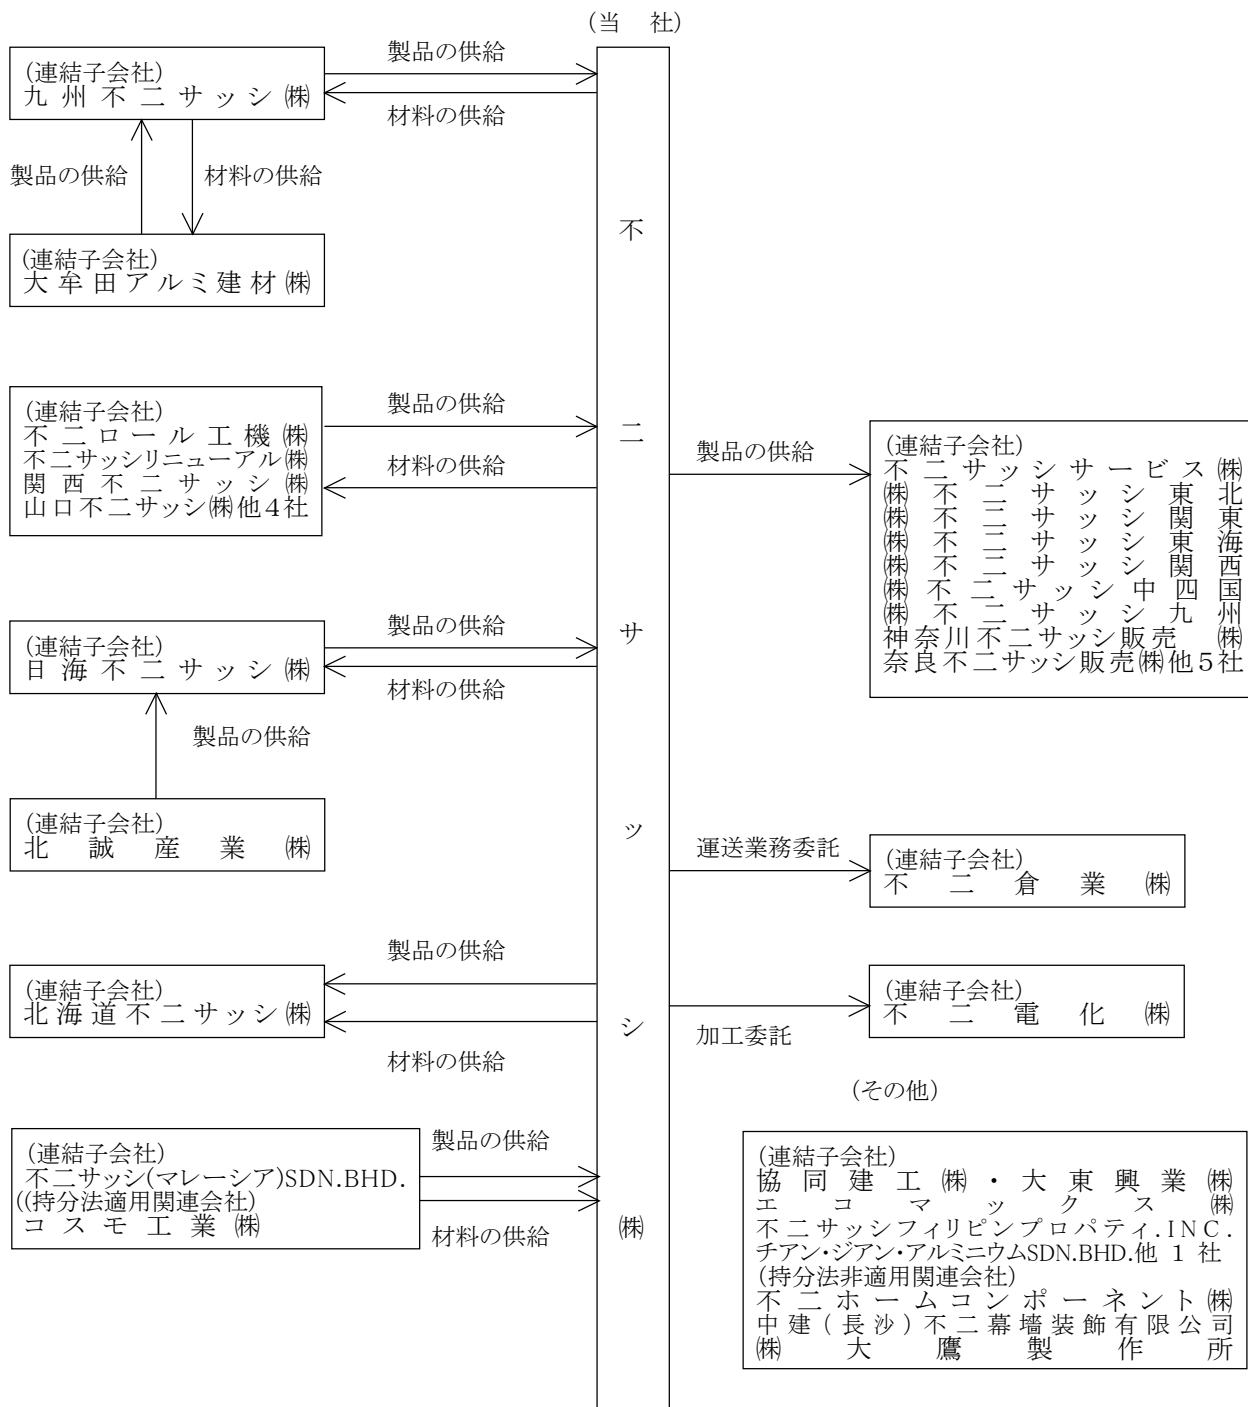 (当 社)
不二サッシ㈱
製品の供給
材料の供給
(連結子会社)
九州不二サッシ㈱
製品の供給
材料の供給
(連結子会社)
大牟田アルミ建材㈱
製品の供給
材料の供給
(連結子会社)
不二ロール工機㈱
不二サッシリニューアル㈱
関西不二サッシ㈱
山口不二サッシ㈱他4社
製品の供給
材料の供給
(連結子会社)
日海不二サッシ㈱
製品の供給
(連結子会社)
北誠産業㈱
製品の供給
材料の供給
(連結子会社)
北海道不二サッシ㈱
製品の供給
材料の供給
(連結子会社)
不二サッシ(マレーシア)SDN.BHD.
((持分法適用関連会社)
コスモ工業㈱
製品の供給
(連結子会社)
不二サッシサービス㈱
㈱不二サッシ東北
㈱不二サッシ関東
㈱不二サッシ東海
㈱不二サッシ関西
㈱不二サッシ中四国
㈱不二サッシ九州
神奈川不二サッシ販売㈱
奈良不二サッシ販売㈱他5社
運送業務委託
(連結子会社)
不二倉業㈱
加工委託
(連結子会社)
不二電化㈱
(その他)
(連結子会社)
協同建工㈱・大東興業㈱
エコマックス㈱
不二サッシフィリピンプロパティ.INC.
チアン・ジアン・アルミニウムSDN.BHD.他1社
(持分法非適用関連会社)
不二ホームコンポーネント㈱
中建(長沙)不二幕墻装飾有限公司
㈱大鷹製作所